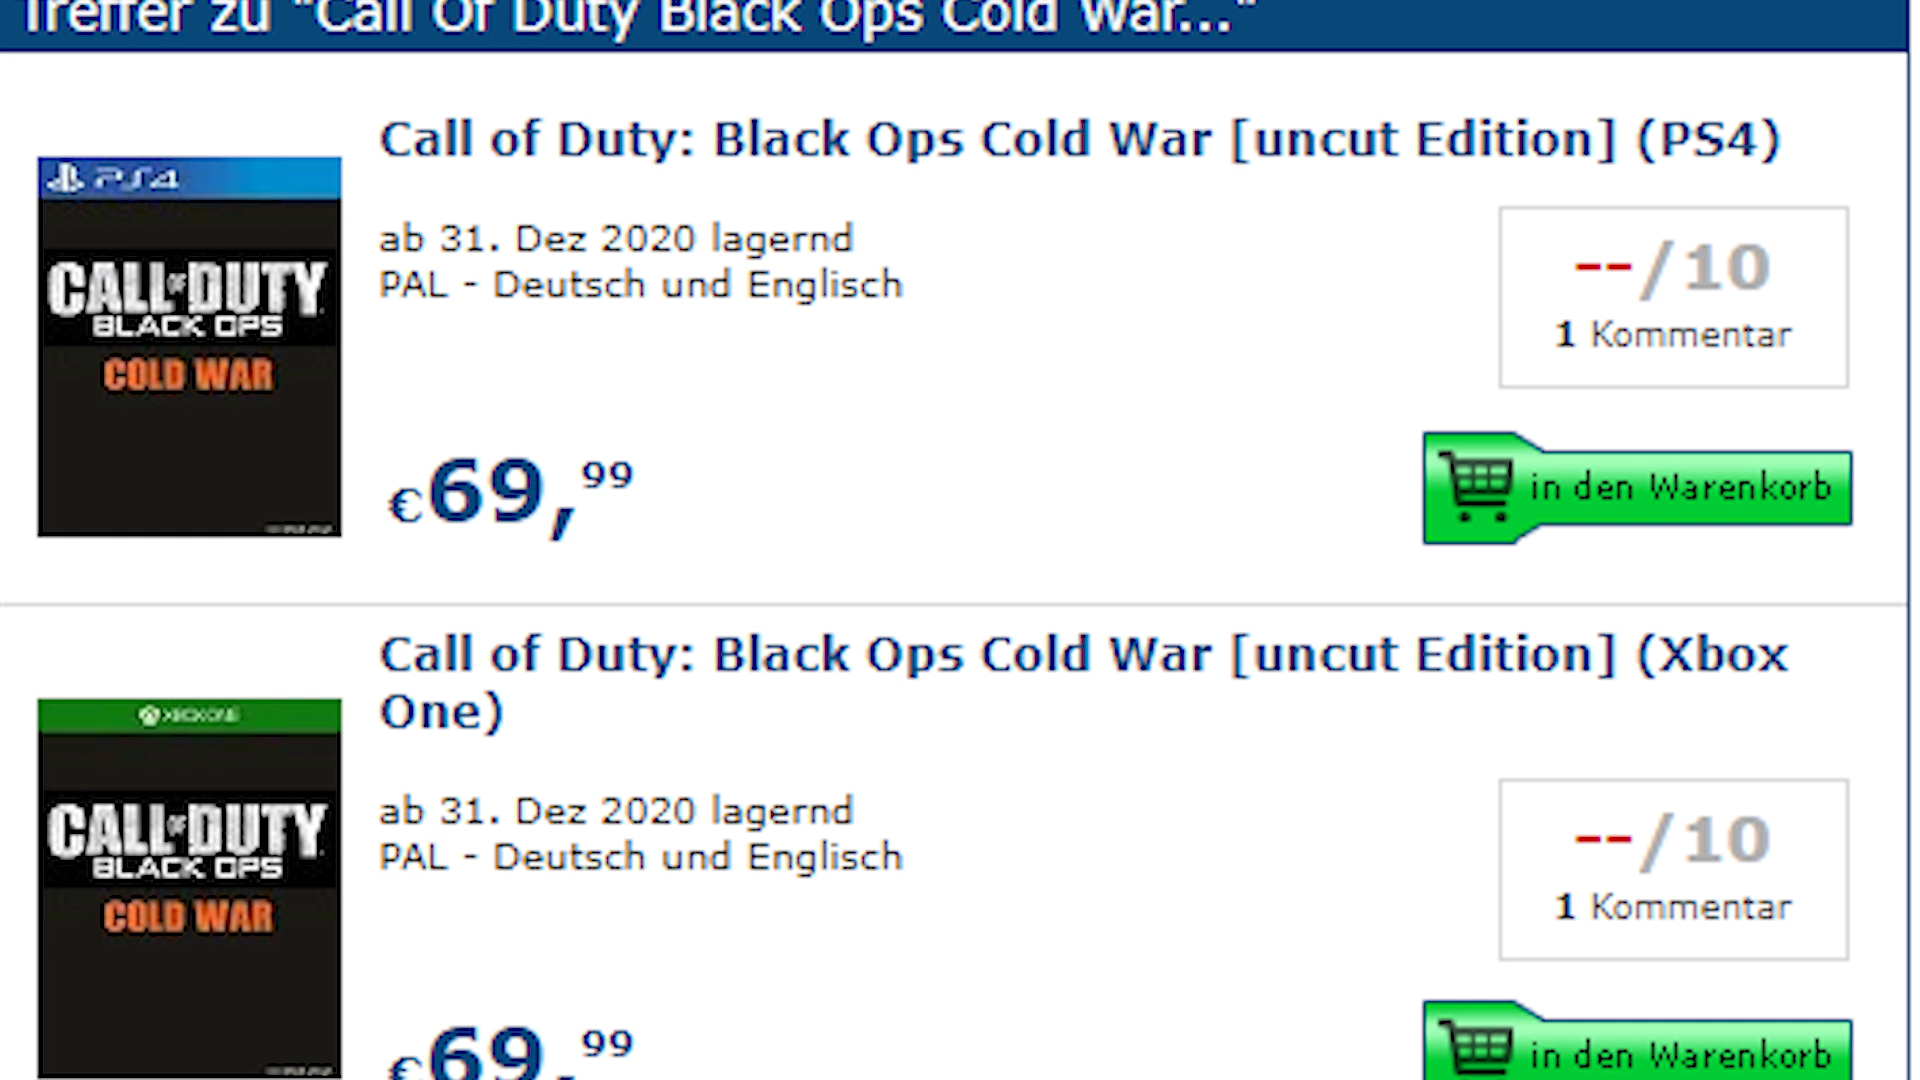 Treffer zu "Call Of Duty Black Ops Cold War..."
Call of Duty: Black Ops Cold War [uncut Edition] (PS4)
PS4
CALL OF DUTY
BLACK OPS
COLD WAR
ab 31. Dez 2020 lagernd
PAL - Deutsch und Englisch
--/10
1 Kommentar
€69,99
in den Warenkorb
Call of Duty: Black Ops Cold War [uncut Edition] (Xbox
One)
XBOX ONE
CALL OF DUTY
BLACK OPS
COLD WAR
ab 31. Dez 2020 lagernd
PAL - Deutsch und Englisch
--/10
1 Kommentar
€69,99
in den Warenkorb